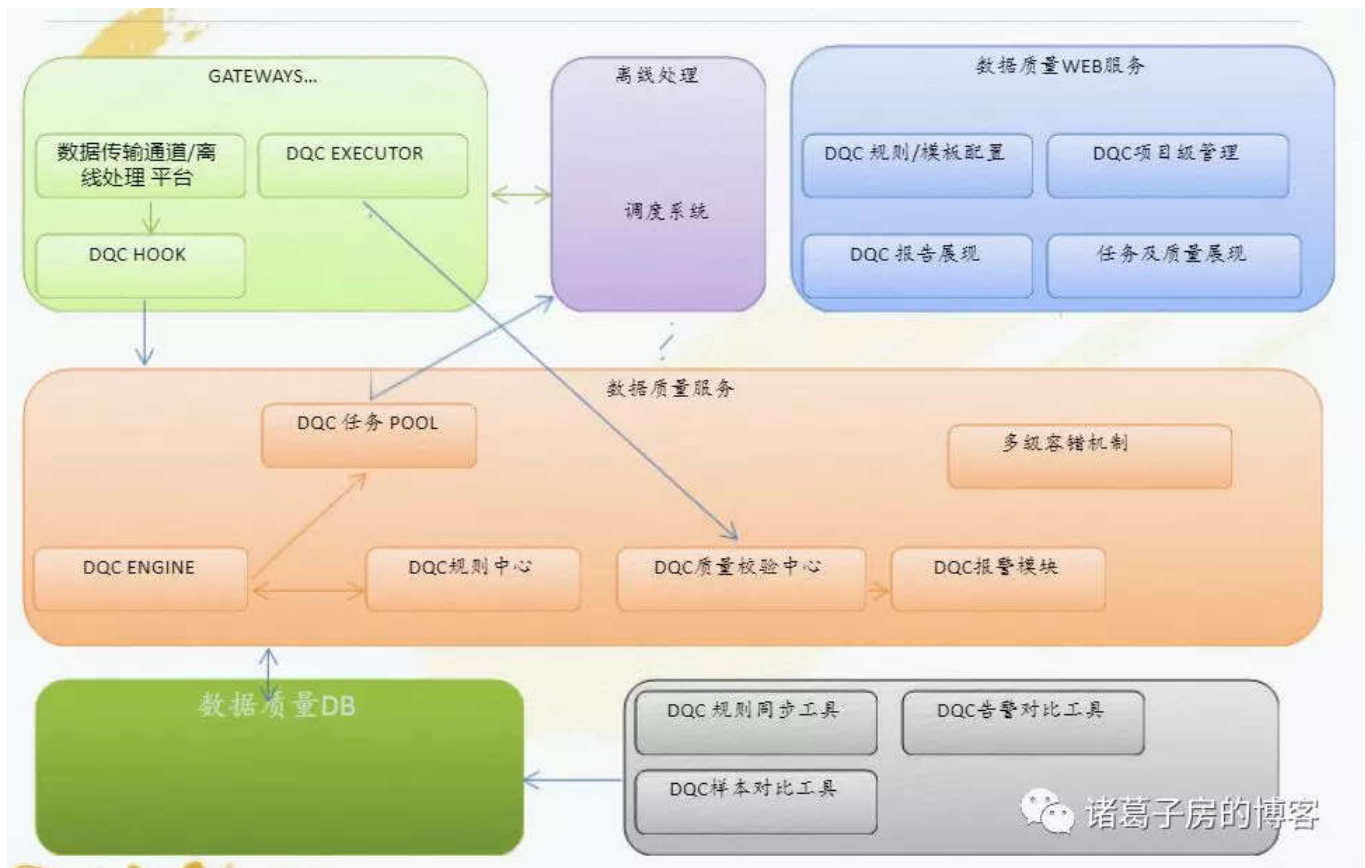 GATEWAYS...
数据传输通道/离
线处理 平台
DQC EXECUTOR
DQC HOOK
离线处理
调度系统
数据质量WEB服务
DQC 规则/模板配置
DQC项目级管理
DQC 报告展现
任务及质量展现
数据质量服务
DQC 任务 POOL
多级容错机制
DQC ENGINE
DQC规则中心
DQC质量校验中心
DQC报警模块
数据质量DB
DQC 规则同步工具
DQC告警对比工具
DQC样本对比工具
诸葛子房的博客